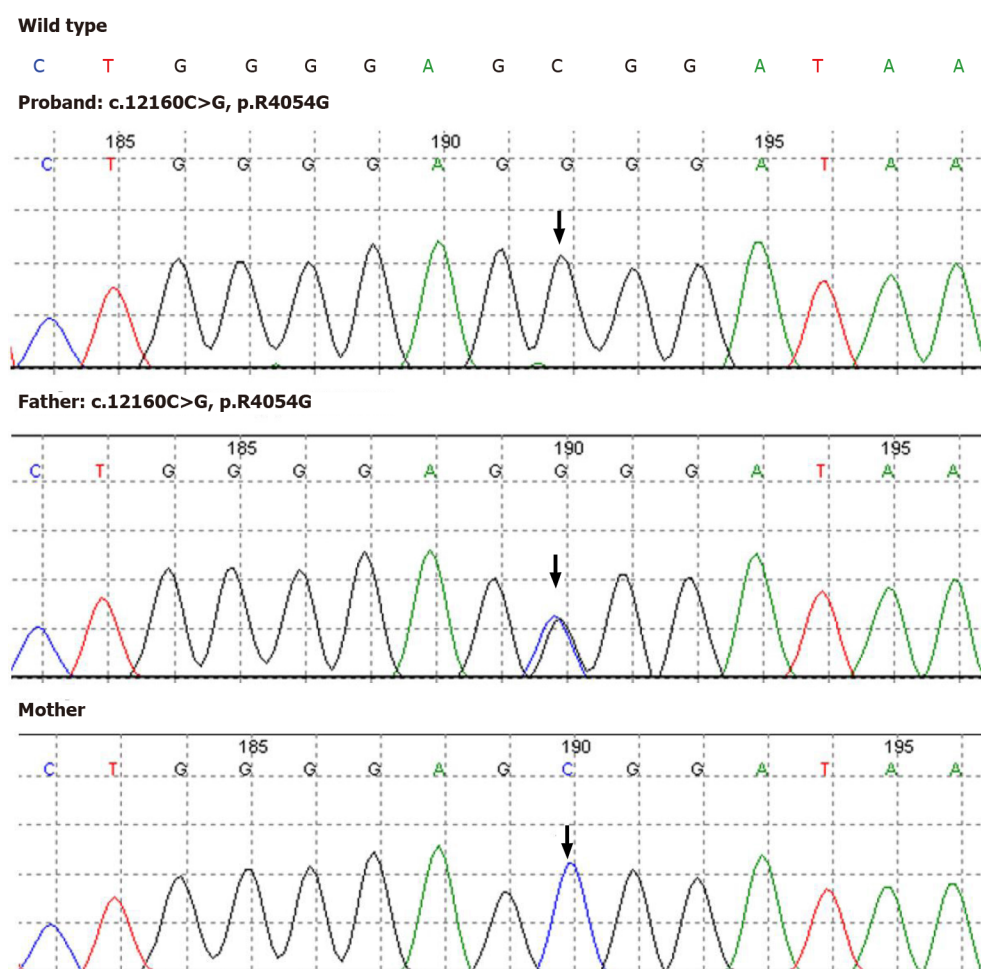 Wild type
C T G G G G A G C G G A T A A
Proband: c.12160C>G, p.R4054G
185 190 195
C T G G G G A G G G G A T A A
Father: c.12160C>G, p.R4054G
185 190 195
C T G G G G A G G G G A T A A
Mother
185 190 195
C T G G G G A G C G G A T A A